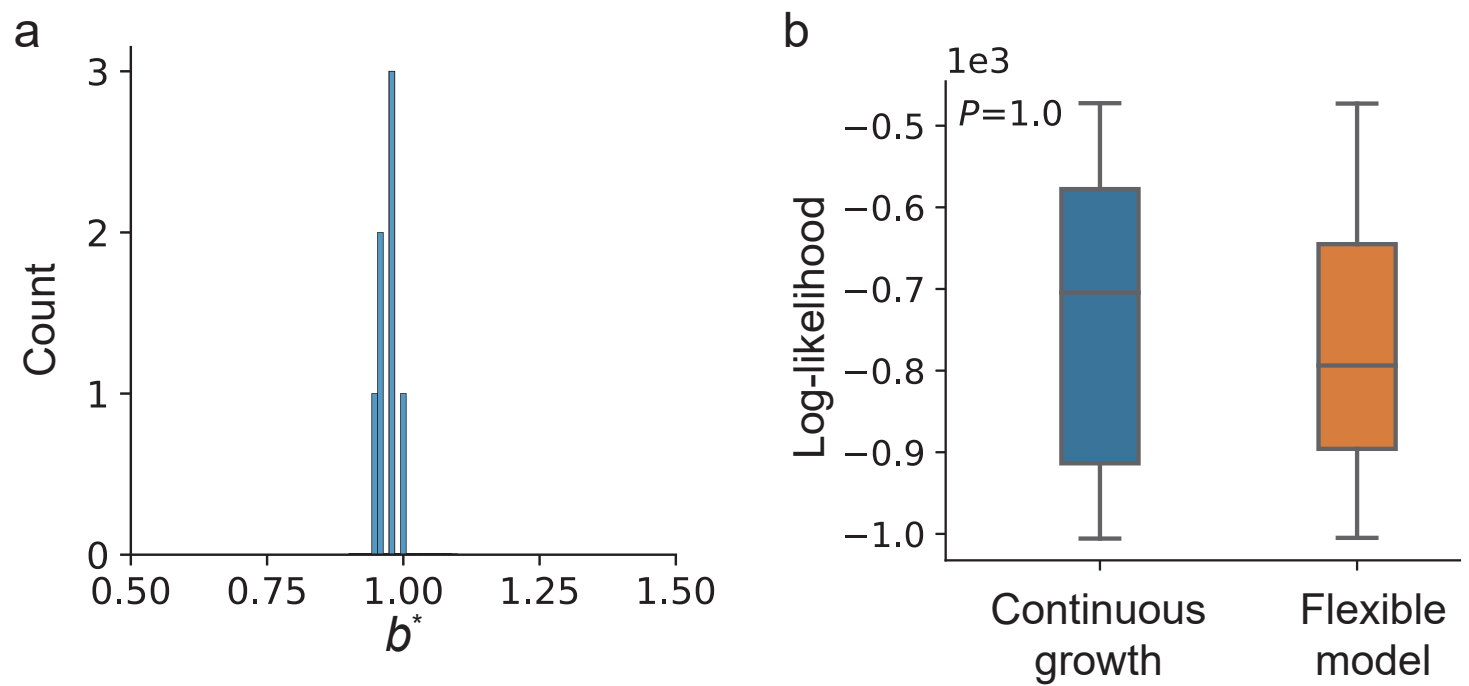 a
Count
3
2
1
0
0.50 0.75 1.00 1.25 1.50
b*
b
1e3
P=1.0
Log-likelihood
−0.5
−0.6
−0.7
−0.8
−0.9
−1.0
Continuous
growth
Flexible
model